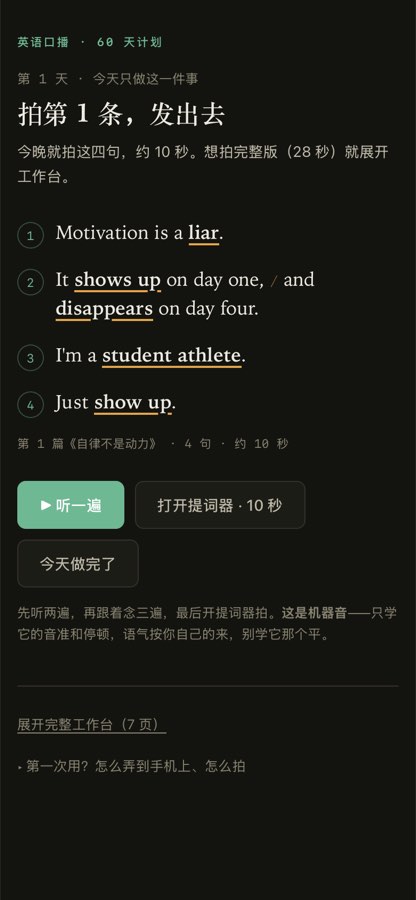 英语口播 · 60 天计划
第 1 天 · 今天只做这一件事
拍第 1 条，发出去
今晚就拍这四句，约 10 秒。想拍完整版（28 秒）就展开
工作台。
1 Motivation is a liar.
2 It shows up on day one, / and
disappears on day four.
3 I'm a student athlete.
4 Just show up.
第 1 篇《自律不是动力》 · 4 句 · 约 10 秒
▶ 听一遍 打开提词器 · 10 秒
今天做完了
先听两遍，再跟着念三遍，最后开提词器拍。这是机器音——只学
它的音准和停顿，语气按你自己的来，别学它那个平。
展开完整工作台（7 页）
▸ 第一次用？怎么弄到手机上、怎么拍